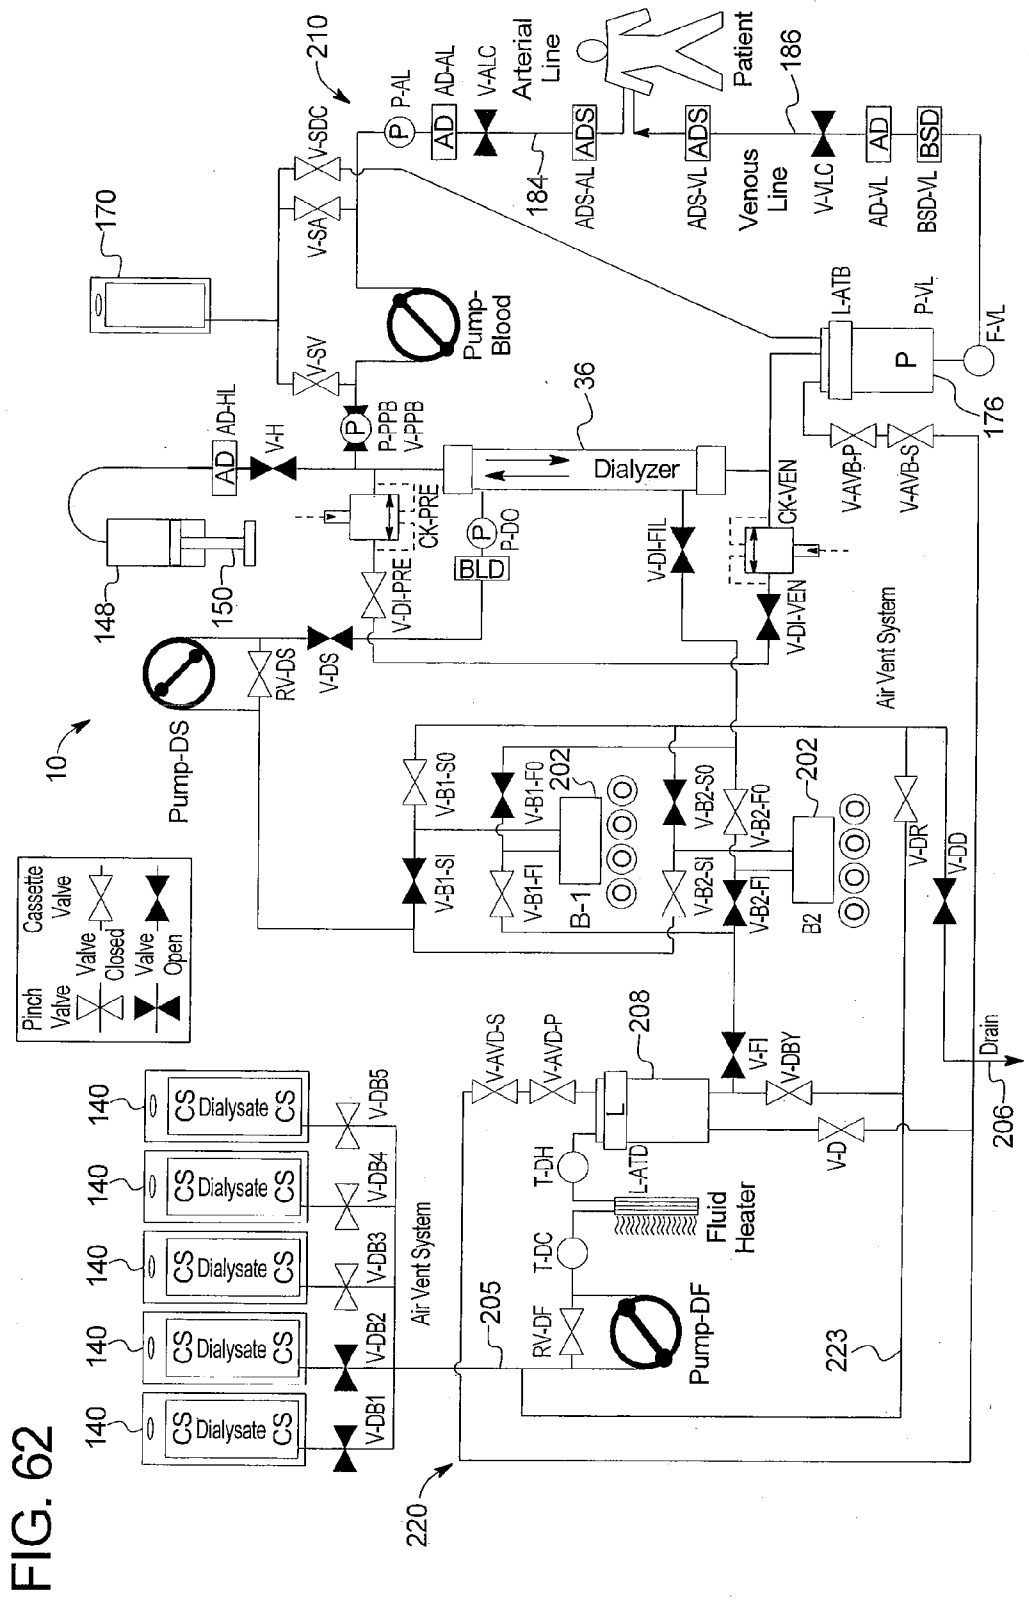 FIG. 62
10
Pinch
Valve
Cassette
Valve
Valve
Closed
Valve
Open
140
140
140
140
140
CS Dialysate CS
CS Dialysate CS
CS Dialysate CS
CS Dialysate CS
CS Dialysate CS
V-DB1
V-DB2
V-DB3
V-DB4
V-DB5
Air Vent System
220
205
RV-DF
Pump-DF
T-DC
T-DH
Fluid
Heater
L-ATD
L
208
V-AVD-S
V-AVD-P
V-FI
V-DBY
V-D
223
206
Drain
V-DD
V-DR
Pump-DS
RV-DS
V-DS
V-B1-SI
V-B1-S0
V-B1-FI
V-B1-F0
B-1
202
V-B2-SI
V-B2-S0
V-B2-FI
V-B2-F0
B2
202
Air Vent System
148
150
AD
AD-HL
V-H
CK-PRE
V-DI-PRE
BLD
P
P-DO
V-DI-FIL
V-DI-VEN
CK-VEN
Dialyzer
36
P
P-PPB
V-PPB
V-SV
Pump-
Blood
170
V-SA
V-SDC
210
P
P-AL
AD
AD-AL
V-ALC
Arterial
Line
184
ADS
ADS-AL
Patient
ADS
ADS-VL
Venous
Line
186
V-VLC
AD
AD-VL
BSD
BSD-VL
L-ATB
P
P-VL
F-VL
176
V-AVB-P
V-AVB-S